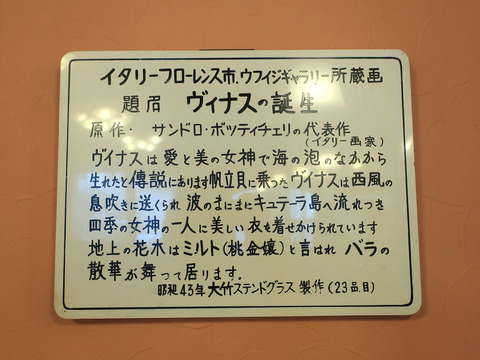 イタリーフローレンス市.ウフィジギャラリー所蔵画
題名 ヴィナスの誕生
原作・サンドロ・ボッティチェリの代表作
(イタリー画家)
ヴイナスは愛と美の女神で海の泡のなかから
生れたと傳説にあります帆立貝に乗ったヴイナスは西風の
息吹きに送くられ波のまにまにキュテーラ島へ流れつき
四季の女神の一人に美しい衣を着せかけられています
地上の花木はミルト(桃金嬢)と言はれ バラの
散華が舞って居ります.
昭和43年大竹ステンドグラス製作(23品目)